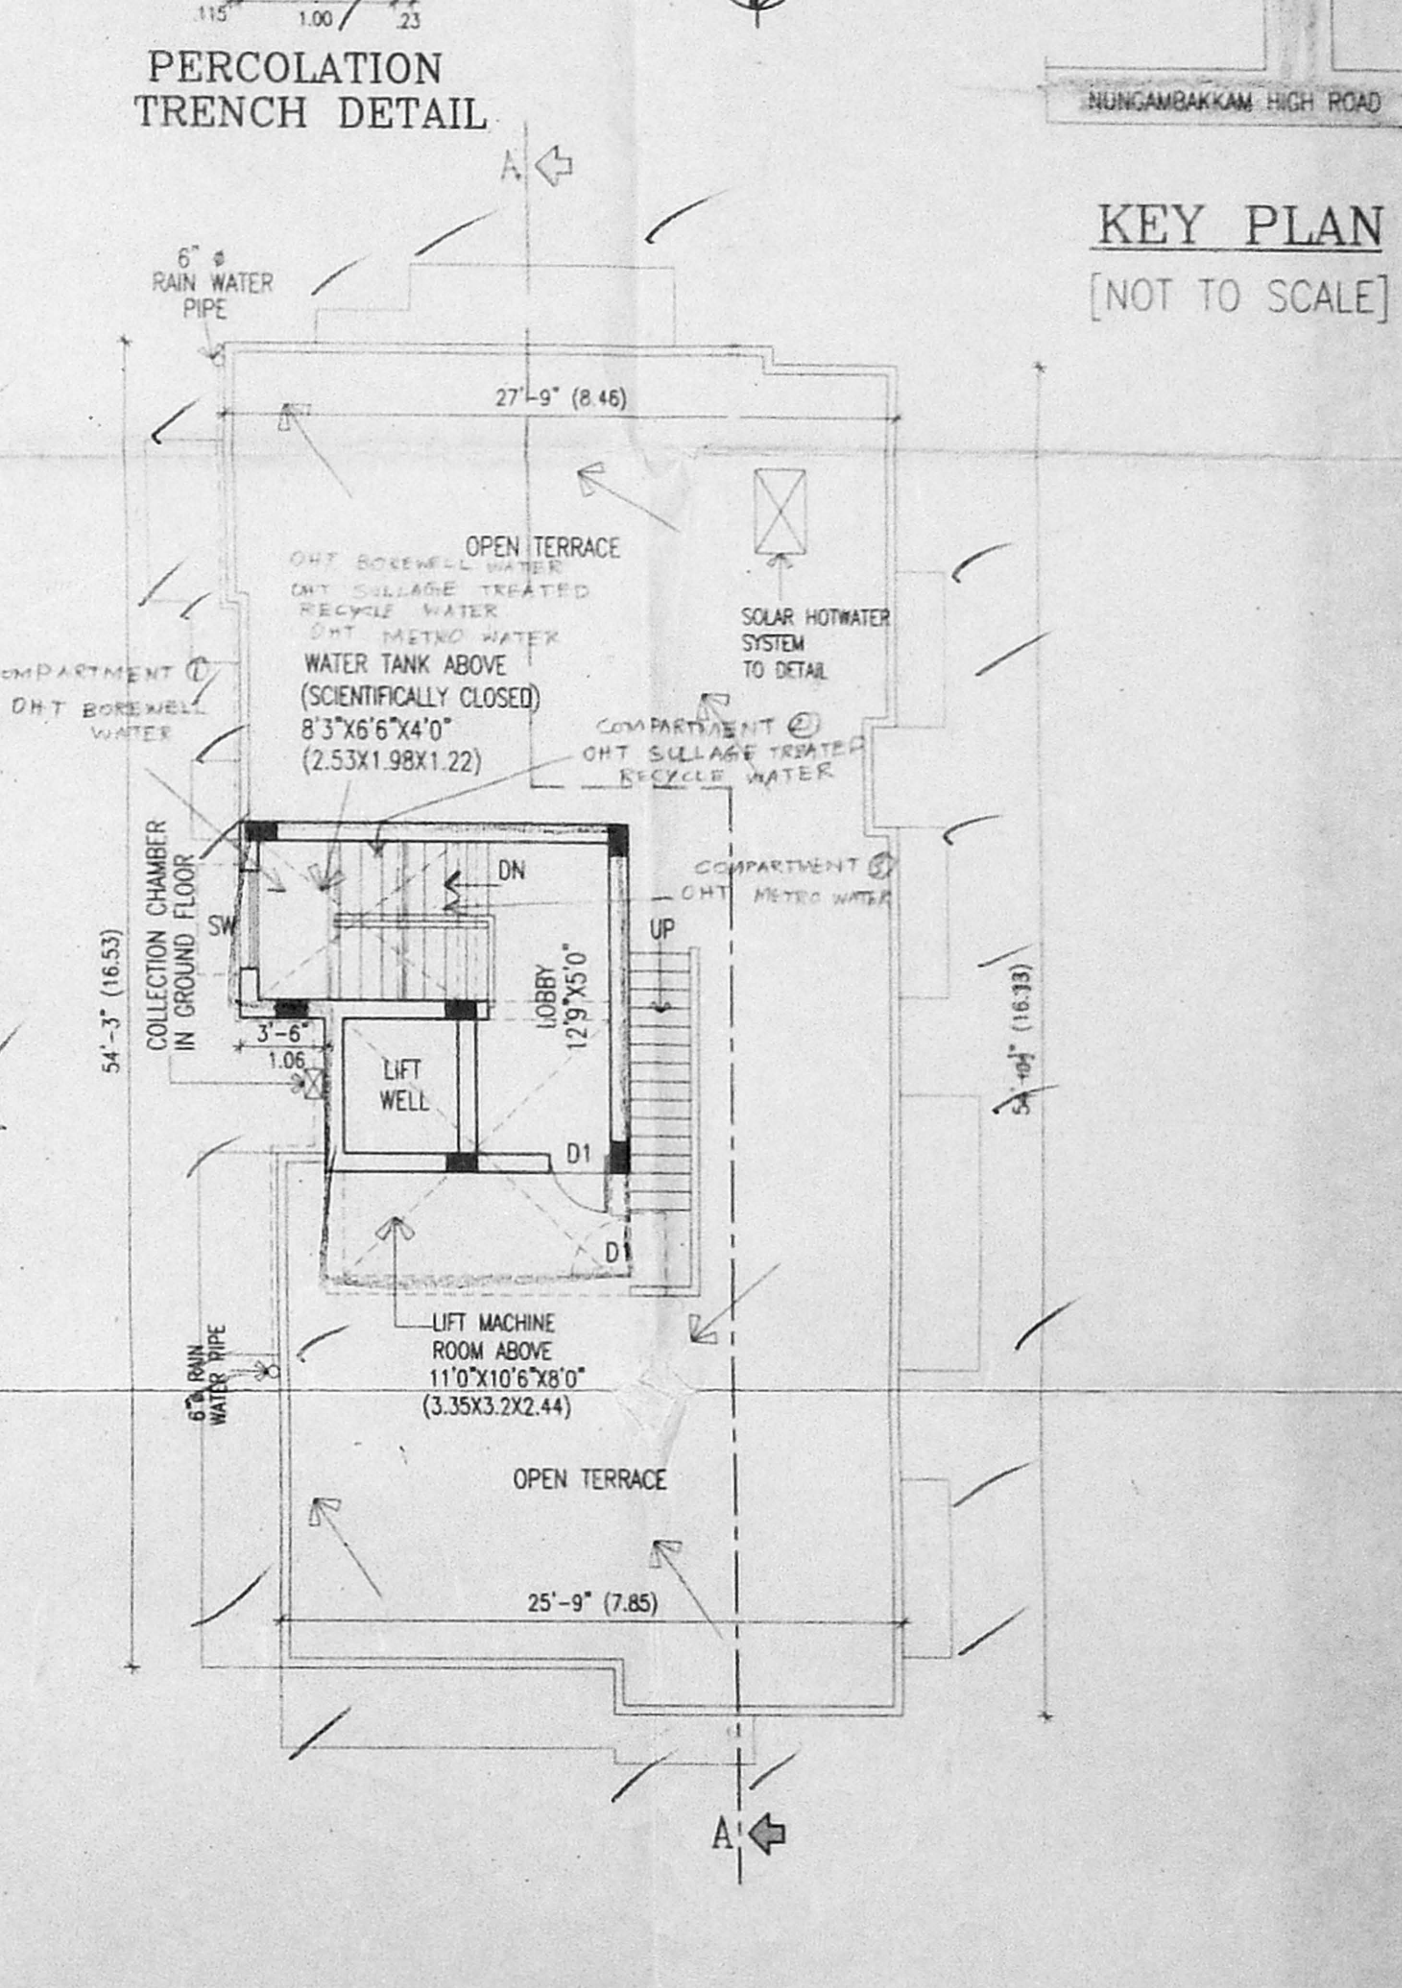 .115
1.00
.23
PERCOLATION
TRENCH DETAIL
NUNGAMBAKKAM HIGH ROAD
KEY PLAN
[NOT TO SCALE]
A
6" ø
RAIN WATER
PIPE
27'-9" (8.46)
OPEN TERRACE
OHT BOREWELL WATER
OHT SULLAGE TREATED
RECYCLE WATER
OHT METRO WATER
WATER TANK ABOVE
(SCIENTIFICALLY CLOSED)
8'3"X6'6"X4'0"
(2.53X1.98X1.22)
SOLAR HOTWATER
SYSTEM
TO DETAIL
OMPARTMENT ①
OHT BOREWELL
WATER
COMPARTMENT ②
OHT SULLAGE TREATED
RECYCLE WATER
COMPARTMENT ③
OHT METRO WATER
COLLECTION CHAMBER
IN GROUND FLOOR
SW
DN
UP
LOBBY
12'9"X5'0"
54'-3" (16.53)
3'-6"
1.06
LIFT
WELL
D1
D1
LIFT MACHINE
ROOM ABOVE
11'0"X10'6"X8'0"
(3.35X3.2X2.44)
6"ø RAIN
WATER PIPE
OPEN TERRACE
25'-9" (7.85)
A